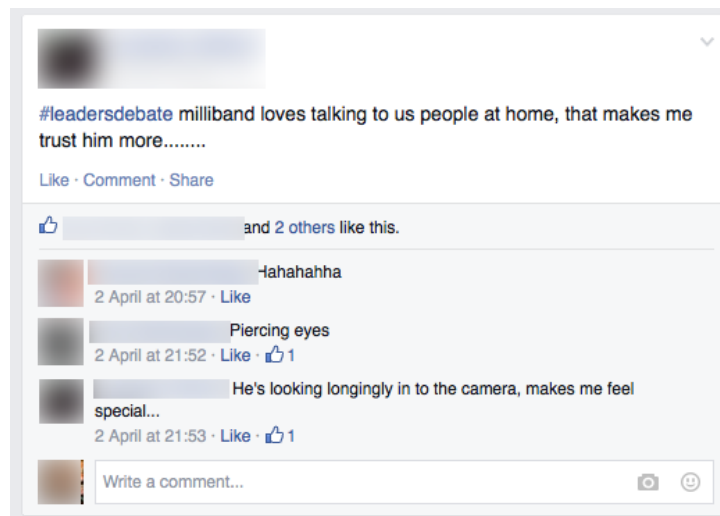 #leadersdebate milliband loves talking to us people at home, that makes me
trust him more........
Like · Comment · Share
and 2 others like this.
Hahahahha
2 April at 20:57 · Like
Piercing eyes
2 April at 21:52 · Like · 1
He's looking longingly in to the camera, makes me feel
special...
2 April at 21:53 · Like · 1
Write a comment...